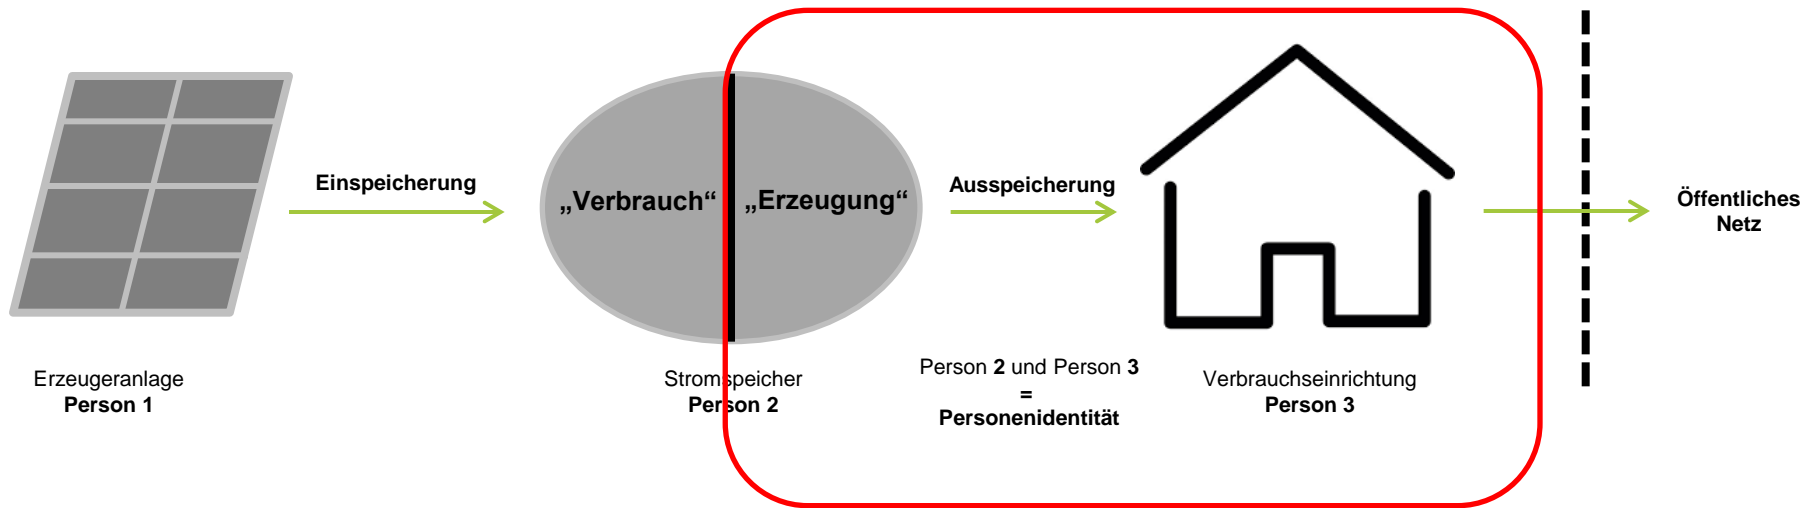 Einspeicherung
„Verbrauch“
„Erzeugung“
Ausspeicherung
Öffentliches
Netz
Erzeugeranlage
Person 1
Stromspeicher
Person 2
Person 2 und Person 3
=
Personenidentität
Verbrauchseinrichtung
Person 3